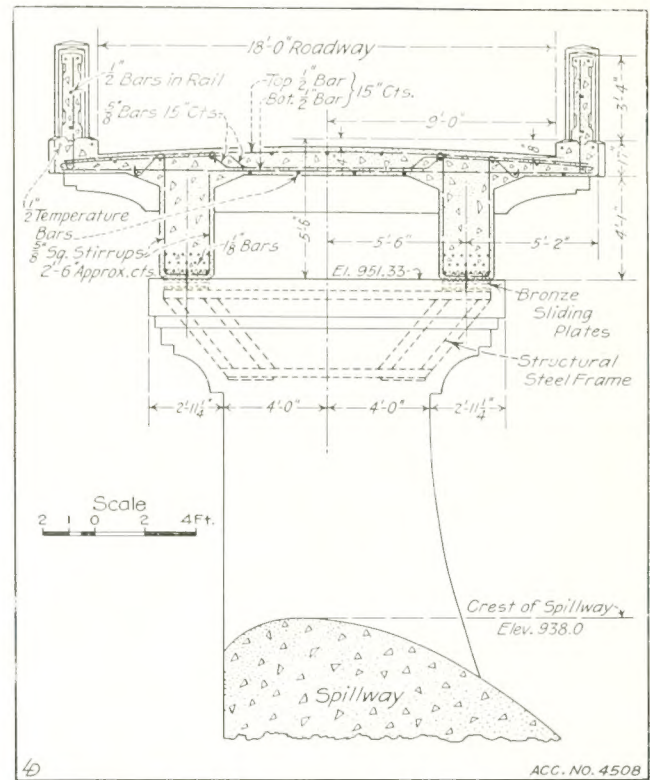 18'-0" Roadway
1/2" Bars in Rail
Top 1/2" Bar
Bot. 1/2" Bar } 15" Cts.
5/8" Bars 15" Cts.
9'-0"
3'-4"
8"
17"
1/2" Temperature
Bars
5/8" Sq. Stirrups
2'-6" Approx. cts.
1 1/8" Bars
5'-6"
5'-6"
5'-2"
4'-1"
El. 951.33
Bronze
Sliding
Plates
Structural
Steel Frame
2'-11 1/4"
4'-0"
4'-0"
2'-11 1/4"
Scale
2 1 0 2 4 Ft.
Crest of Spillway
Elev. 938.0
Spillway
ACC. NO. 4508